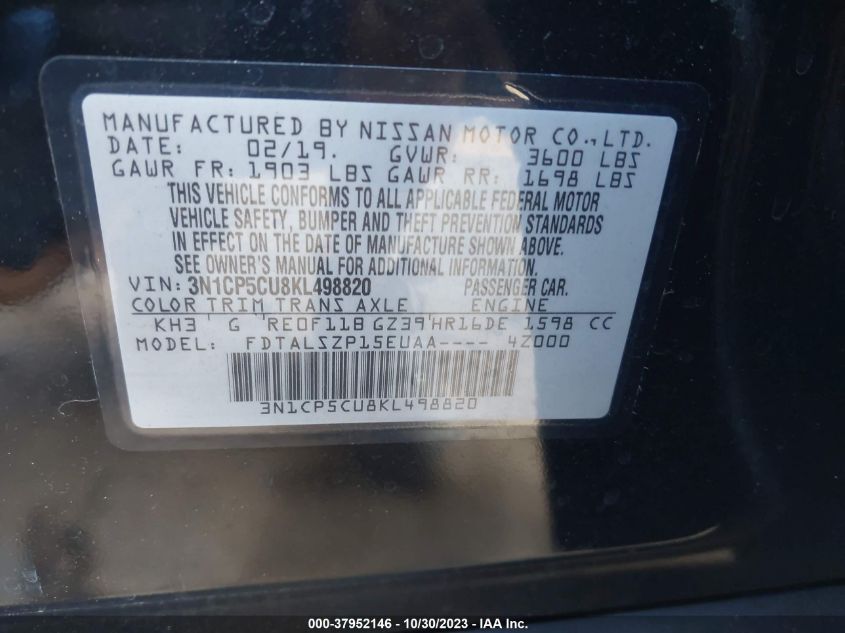 MANUFACTURED BY NISSAN MOTOR CO.,LTD.
DATE: 02/19. GVWR: 3600 LBS
GAWR FR: 1903 LBS GAWR RR: 1698 LBS
THIS VEHICLE CONFORMS TO ALL APPLICABLE FEDERAL MOTOR
VEHICLE SAFETY, BUMPER AND THEFT PREVENTION STANDARDS
IN EFFECT ON THE DATE OF MANUFACTURE SHOWN ABOVE.
SEE OWNER'S MANUAL FOR ADDITIONAL INFORMATION.
VIN: 3N1CP5CU8KL498820 PASSENGER CAR.
COLOR TRIM TRANS AXLE ENGINE
KH3 G RE0F11B GZ39 HR16DE 1598 CC
MODEL: FDTALSZP15EUAA---- 4Z000
3N1CP5CU8KL498820
000-37952146 - 10/30/2023 - IAA Inc.